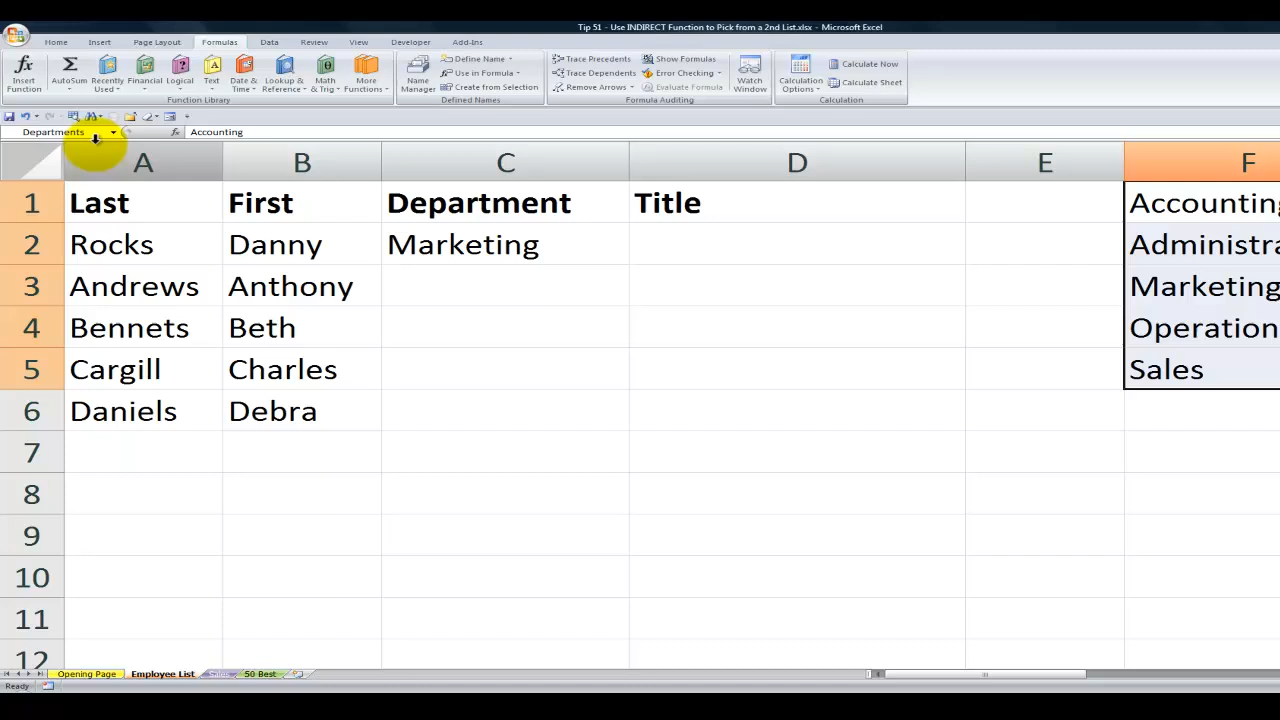 Tip 51 - Use INDIRECT Function to Pick from a 2nd List.xlsx - Microsoft Excel
Home Insert Page Layout Formulas Data Review View Developer Add-Ins
Insert Function
AutoSum
Recently Used
Financial
Logical
Text
Date & Time
Lookup & Reference
Math & Trig
More Functions
Function Library
Name Manager
Define Name
Use in Formula
Create from Selection
Defined Names
Trace Precedents
Trace Dependents
Remove Arrows
Show Formulas
Error Checking
Evaluate Formula
Formula Auditing
Watch Window
Calculation Options
Calculate Now
Calculate Sheet
Calculation
Departments fx Accounting
A B C D E F
1 Last First Department Title Accounting
2 Rocks Danny Marketing Administra
3 Andrews Anthony Marketing
4 Bennets Beth Operation
5 Cargill Charles Sales
6 Daniels Debra
7
8
9
10
11
12
Opening Page Employee List Sales 50 Best
Ready